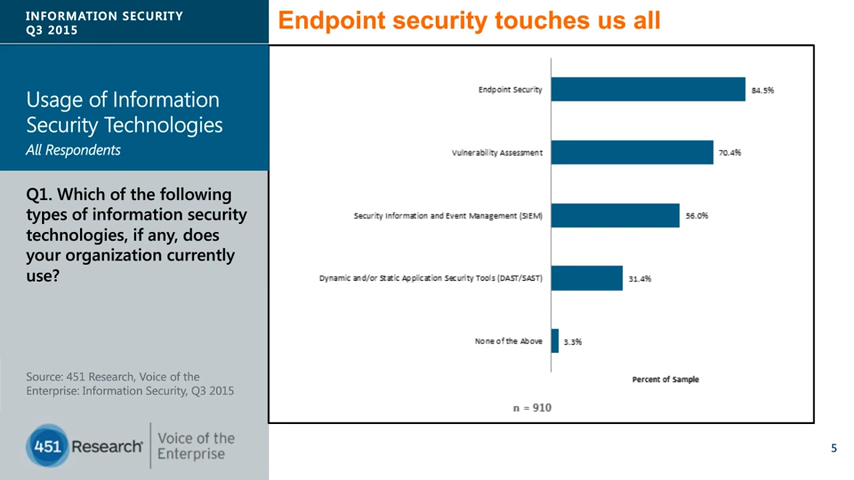 INFORMATION SECURITY
Q3 2015
Endpoint security touches us all
Usage of Information
Security Technologies
All Respondents
Q1. Which of the following
types of information security
technologies, if any, does
your organization currently
use?
Source: 451 Research, Voice of the
Enterprise: Information Security, Q3 2015
451 Research
Voice of the
Enterprise
Endpoint Security 84.5%
Vulnerability Assessment 70.4%
Security Information and Event Management (SIEM) 56.0%
Dynamic and/or Static Application Security Tools (DAST/SAST) 31.4%
None of the Above 3.3%
Percent of Sample
n = 910
5